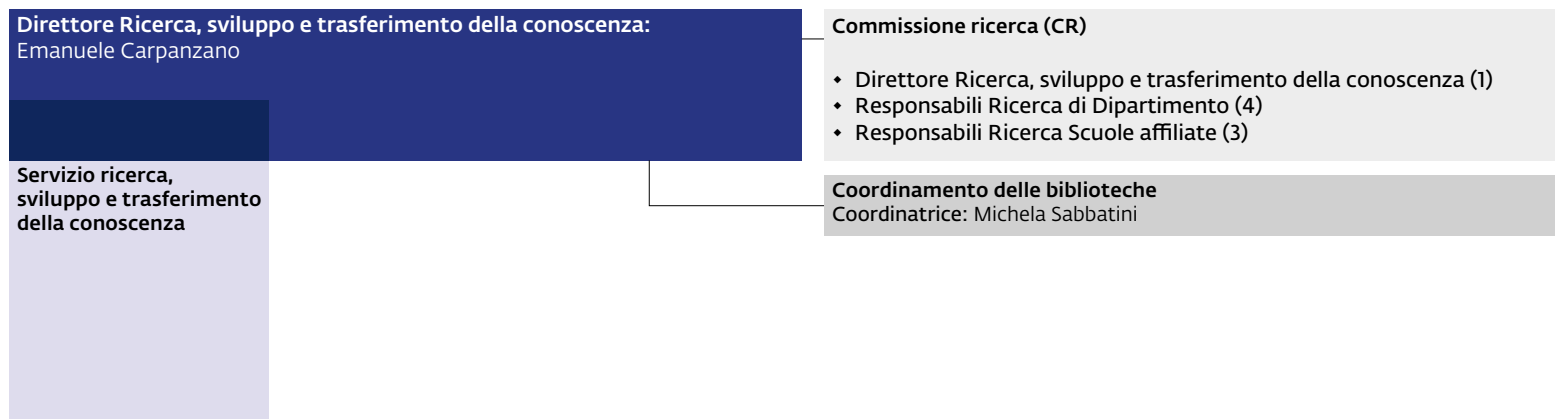 Direttore Ricerca, sviluppo e trasferimento della conoscenza:
Emanuele Carpanzano
Commissione ricerca (CR)
• Direttore Ricerca, sviluppo e trasferimento della conoscenza (1)
• Responsabili Ricerca di Dipartimento (4)
• Responsabili Ricerca Scuole affiliate (3)
Servizio ricerca,
sviluppo e trasferimento
della conoscenza
Coordinamento delle biblioteche
Coordinatrice: Michela Sabbatini